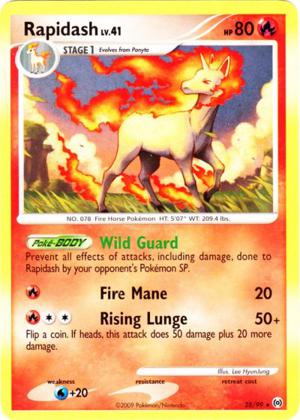 Rapidash LV.41 HP 80
STAGE 1 Evolves from Ponyta
NO. 078 Fire Horse Pokémon HT: 5'07" WT: 209.4 lbs.
Poké-BODY Wild Guard
Prevent all effects of attacks, including damage, done to
Rapidash by your opponent's Pokémon SP.
Fire Mane 20
Rising Lunge 50+
Flip a coin. If heads, this attack does 50 damage plus 20 more
damage.
Illus. Lee HyunJung
weakness resistance retreat cost
+20
©2009 Pokémon/Nintendo